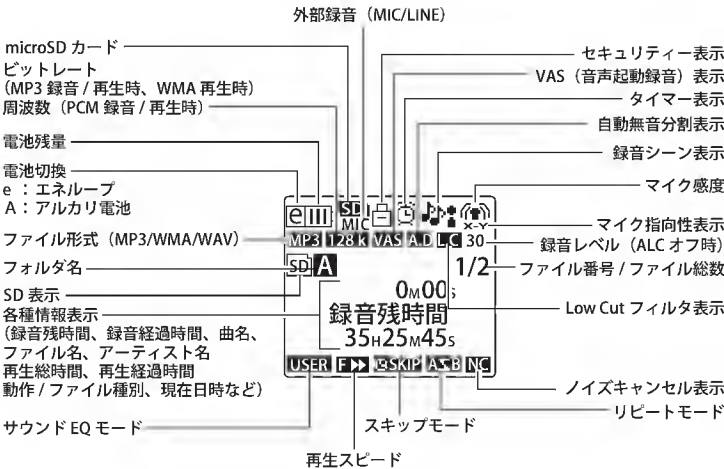 外部録音（MIC/LINE）
microSD カード
ビットレート
（MP3 録音 / 再生時、WMA 再生時）
周波数（PCM 録音 / 再生時）
電池残量
電池切換
e ：エネループ
A：アルカリ電池
ファイル形式（MP3/WMA/WAV）
フォルダ名
SD 表示
各種情報表示
（録音残時間、録音経過時間、曲名、
ファイル名、アーティスト名
再生総時間、再生経過時間
動作 / ファイル種別、現在日時など）
サウンド EQ モード
セキュリティー表示
VAS（音声起動録音）表示
タイマー表示
自動無音分割表示
録音シーン表示
マイク感度
マイク指向性表示
録音レベル（ALC オフ時）
ファイル番号 / ファイル総数
Low Cut フィルタ表示
ノイズキャンセル表示
リピートモード
スキップモード
再生スピード
e SD MIC X-Y
MP3 128 k VAS A.D LC 30
SD A 1/2
0M00s
録音残時間
35H25M45s
USER F SKIP A B NC